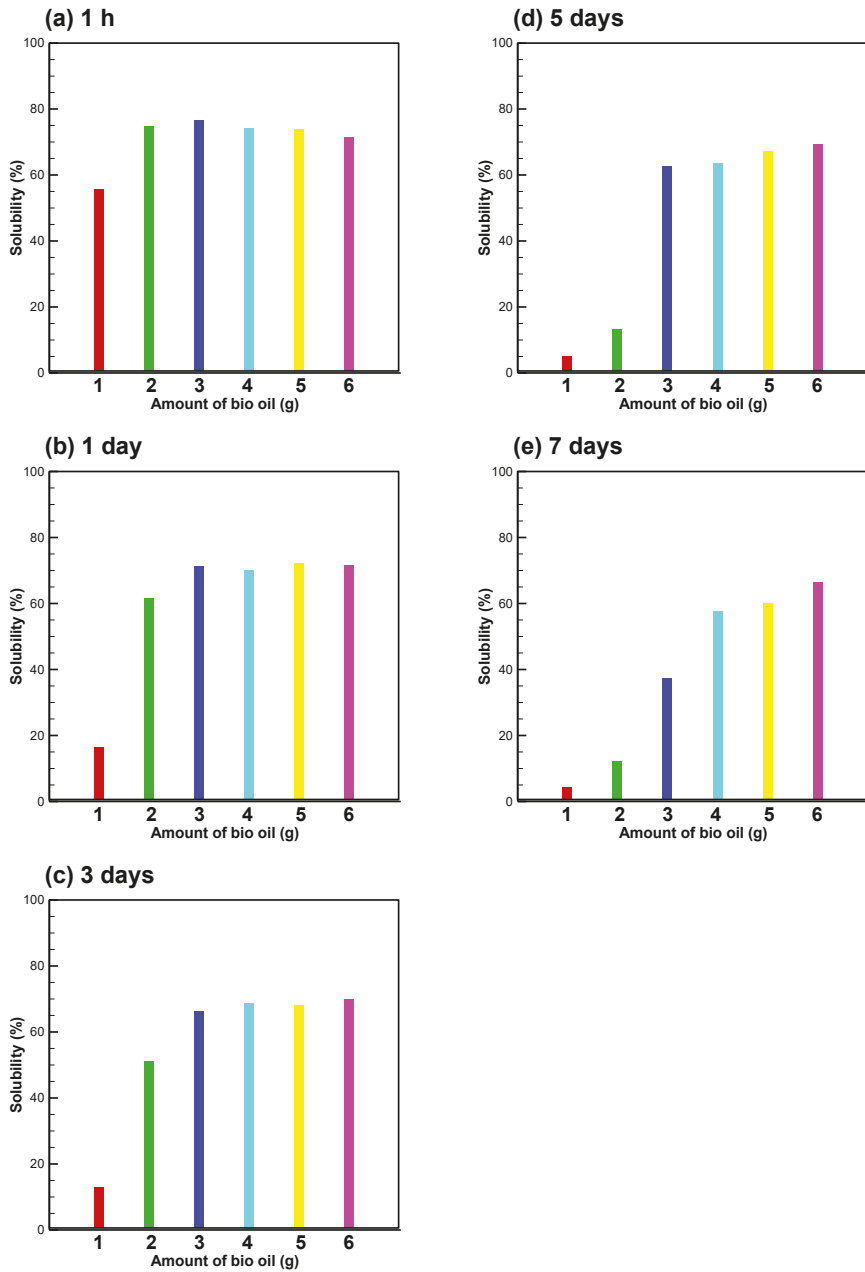 (a) 1 h
100
80
60
40
20
0
Solubility (%)
1 2 3 4 5 6
Amount of bio oil (g)
(b) 1 day
100
80
60
40
20
0
Solubility (%)
1 2 3 4 5 6
Amount of bio oil (g)
(c) 3 days
100
80
60
40
20
0
Solubility (%)
1 2 3 4 5 6
Amount of bio oil (g)
(d) 5 days
100
80
60
40
20
0
Solubility (%)
1 2 3 4 5 6
Amount of bio oil (g)
(e) 7 days
100
80
60
40
20
0
Solubility (%)
1 2 3 4 5 6
Amount of bio oil (g)